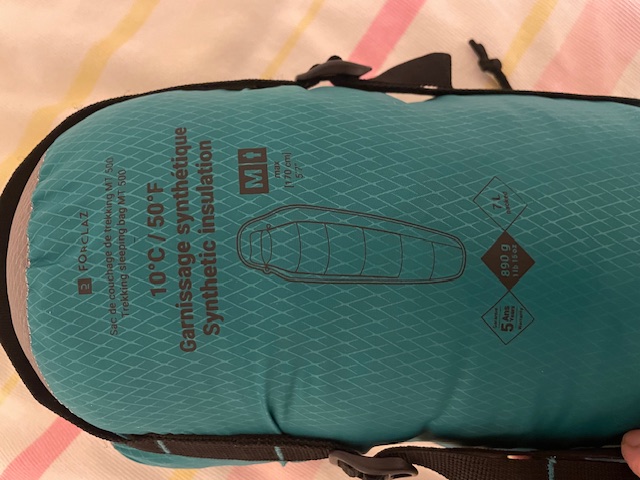 FORCLAZ
Sac de couchage de trekking MT 500
Trekking sleeping bag MT 500
10°C / 50°F
Garnissage synthétique
Synthetic insulation
M
max
(170 cm)
5'7"
7 L
890 g
5 Ans
Years